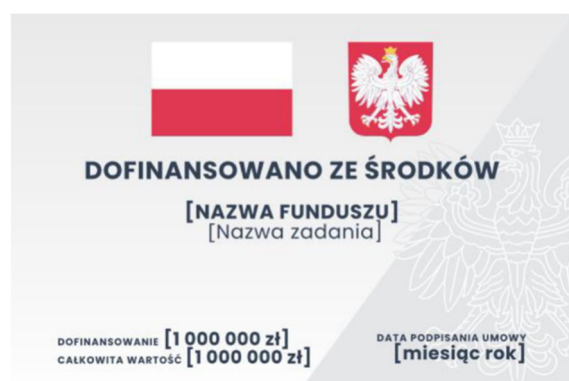 DOFINANSOWANO ZE ŚRODKÓW
[NAZWA FUNDUSZU]
[Nazwa zadania]
DOFINANSOWANIE [1 000 000 zł]
CAŁKOWITA WARTOŚĆ [1 000 000 zł]
DATA PODPISANIA UMOWY
[miesiąc rok]